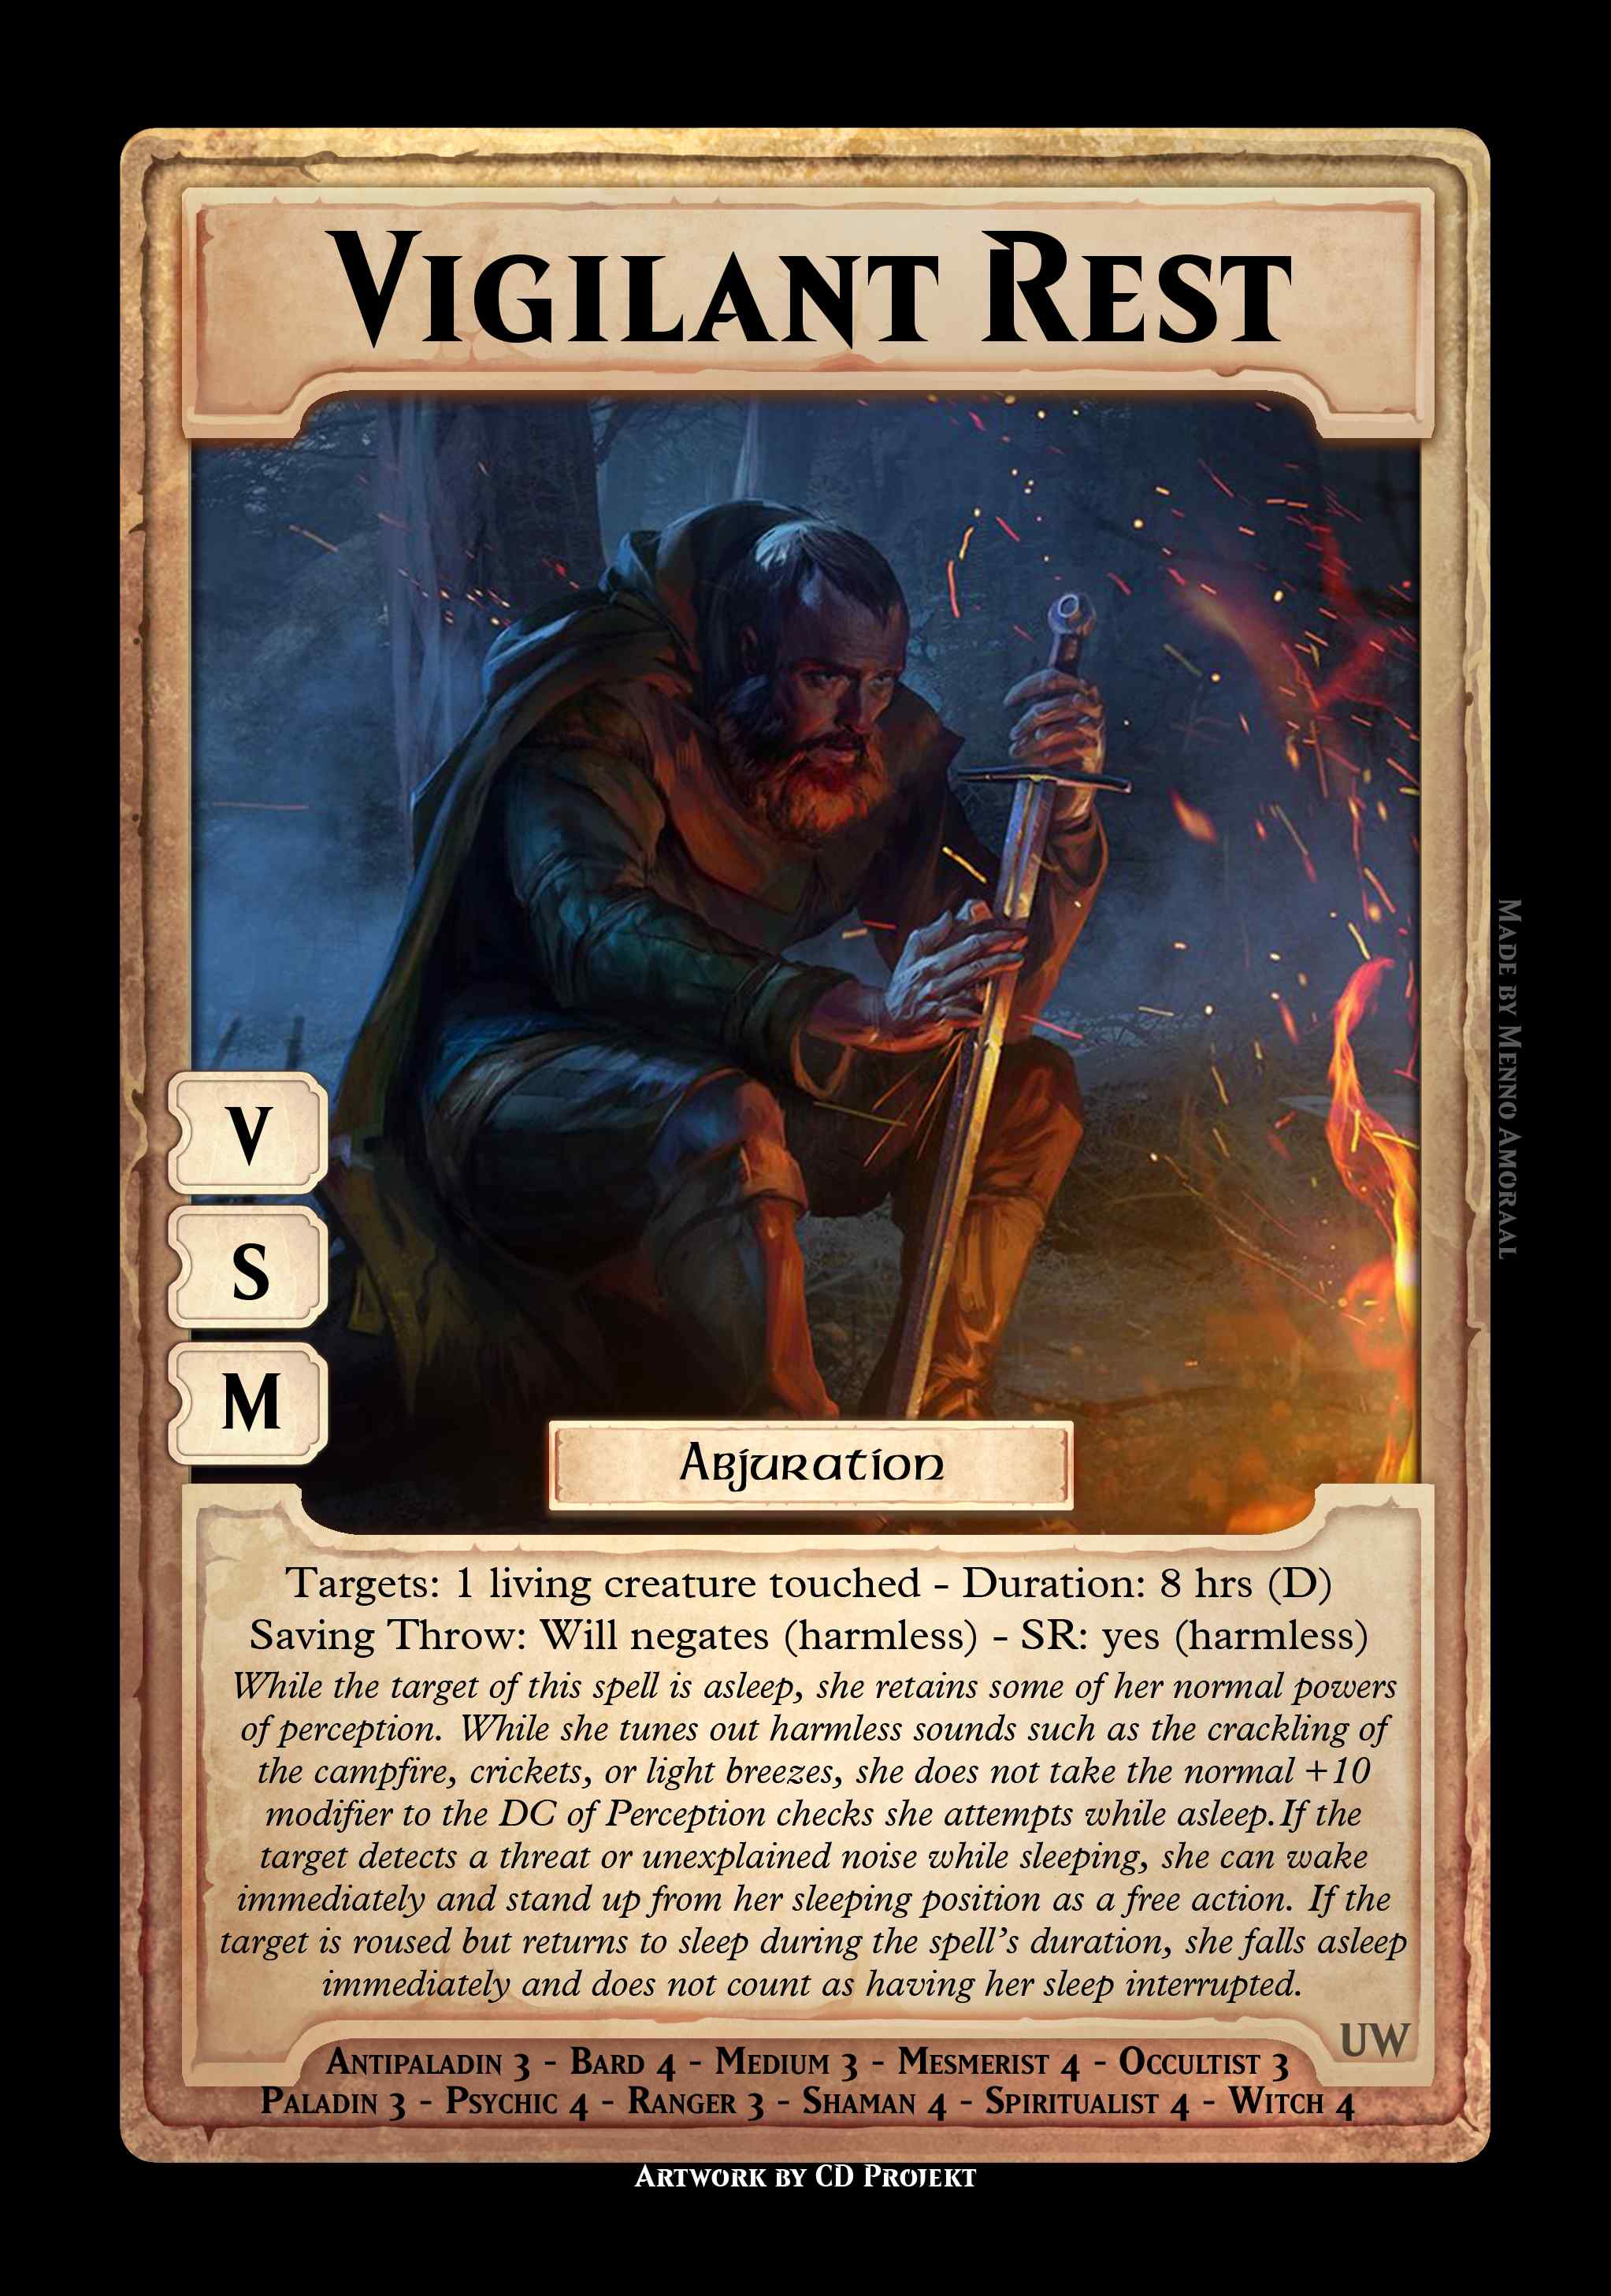 Vigilant Rest
V
S
M
Abjuration
Targets: 1 living creature touched - Duration: 8 hrs (D)
Saving Throw: Will negates (harmless) - SR: yes (harmless)
While the target of this spell is asleep, she retains some of her normal powers
of perception. While she tunes out harmless sounds such as the crackling of
the campfire, crickets, or light breezes, she does not take the normal +10
modifier to the DC of Perception checks she attempts while asleep.If the
target detects a threat or unexplained noise while sleeping, she can wake
immediately and stand up from her sleeping position as a free action. If the
target is roused but returns to sleep during the spell's duration, she falls asleep
immediately and does not count as having her sleep interrupted.
UW
Antipaladin 3 - Bard 4 - Medium 3 - Mesmerist 4 - Occultist 3
Paladin 3 - Psychic 4 - Ranger 3 - Shaman 4 - Spiritualist 4 - Witch 4
Artwork by CD Projekt
Made by Menno Amoraal